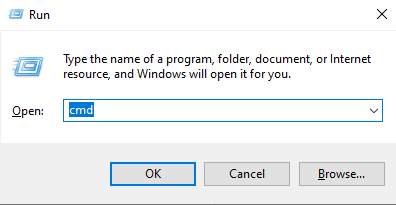 Run
Type the name of a program, folder, document, or Internet
resource, and Windows will open it for you.
Open: cmd
OK Cancel Browse...